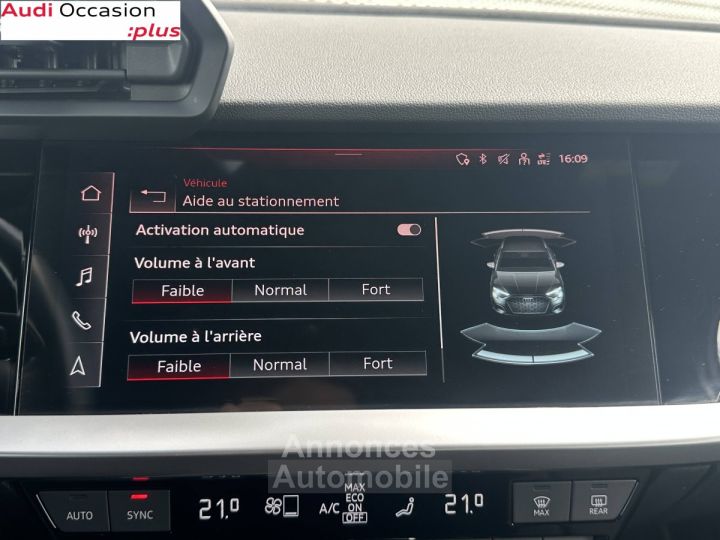 Audi Occasion
:plus
16:09
Véhicule
Aide au stationnement
Activation automatique
Volume à l'avant
Faible Normal Fort
Volume à l'arrière
Faible Normal Fort
Annonces
Automobile
AUTO SYNC 21.0 A/C MAX ECO ON OFF 21.0 MAX REAR